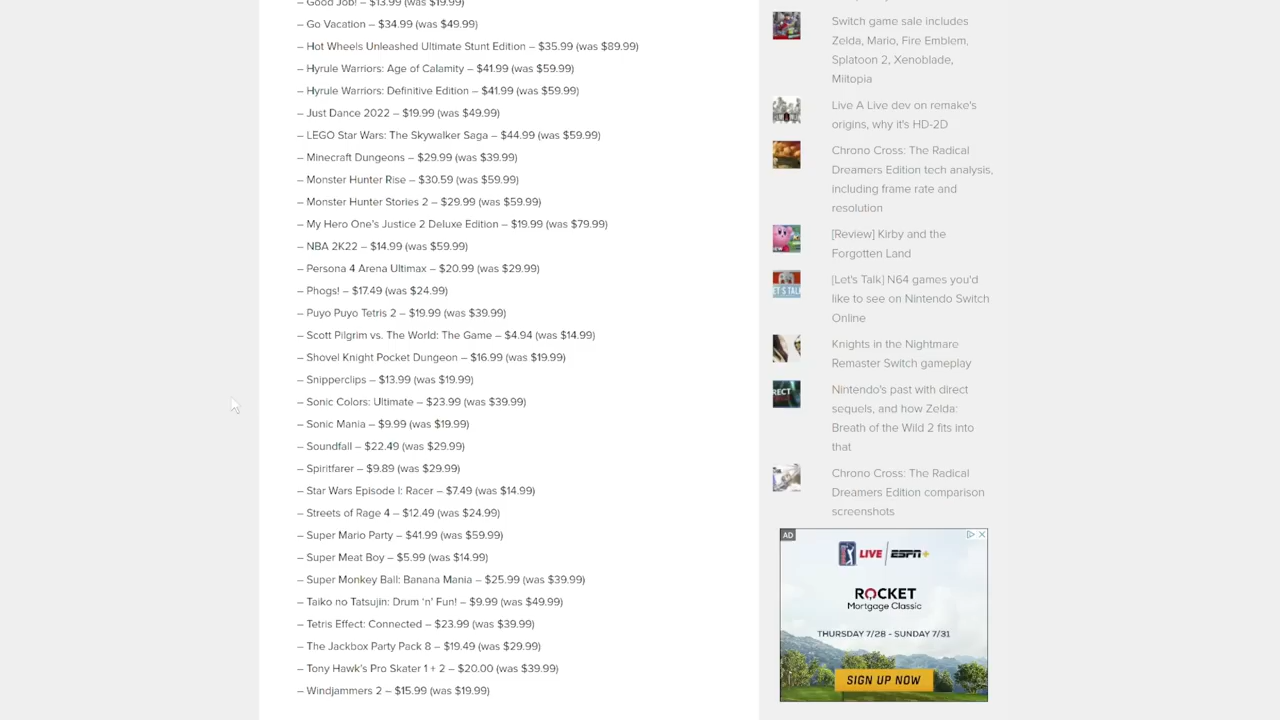 – Good Job! – $13.99 (was $19.99)
– Go Vacation – $34.99 (was $49.99)
– Hot Wheels Unleashed Ultimate Stunt Edition – $35.99 (was $89.99)
– Hyrule Warriors: Age of Calamity – $41.99 (was $59.99)
– Hyrule Warriors: Definitive Edition – $41.99 (was $59.99)
– Just Dance 2022 – $19.99 (was $49.99)
– LEGO Star Wars: The Skywalker Saga – $44.99 (was $59.99)
– Minecraft Dungeons – $29.99 (was $39.99)
– Monster Hunter Rise – $30.59 (was $59.99)
– Monster Hunter Stories 2 – $29.99 (was $59.99)
– My Hero One's Justice 2 Deluxe Edition – $19.99 (was $79.99)
– NBA 2K22 – $14.99 (was $59.99)
– Persona 4 Arena Ultimax – $20.99 (was $29.99)
– Phogs! – $17.49 (was $24.99)
– Puyo Puyo Tetris 2 – $19.99 (was $39.99)
– Scott Pilgrim vs. The World: The Game – $4.94 (was $14.99)
– Shovel Knight Pocket Dungeon – $16.99 (was $19.99)
– Snipperclips – $13.99 (was $19.99)
– Sonic Colors: Ultimate – $23.99 (was $39.99)
– Sonic Mania – $9.99 (was $19.99)
– Soundfall – $22.49 (was $29.99)
– Spiritfarer – $9.89 (was $29.99)
– Star Wars Episode I: Racer – $7.49 (was $14.99)
– Streets of Rage 4 – $12.49 (was $24.99)
– Super Mario Party – $41.99 (was $59.99)
– Super Meat Boy – $5.99 (was $14.99)
– Super Monkey Ball: Banana Mania – $25.99 (was $39.99)
– Taiko no Tatsujin: Drum 'n' Fun! – $9.99 (was $49.99)
– Tetris Effect: Connected – $23.99 (was $39.99)
– The Jackbox Party Pack 8 – $19.49 (was $29.99)
– Tony Hawk's Pro Skater 1 + 2 – $20.00 (was $39.99)
– Windjammers 2 – $15.99 (was $19.99)
Switch game sale includes
Zelda, Mario, Fire Emblem,
Splatoon 2, Xenoblade,
Miitopia
Live A Live dev on remake's
origins, why it's HD-2D
Chrono Cross: The Radical
Dreamers Edition tech analysis,
including frame rate and
resolution
[Review] Kirby and the
Forgotten Land
[Let's Talk] N64 games you'd
like to see on Nintendo Switch
Online
Knights in the Nightmare
Remaster Switch gameplay
Nintendo's past with direct
sequels, and how Zelda:
Breath of the Wild 2 fits into
that
Chrono Cross: The Radical
Dreamers Edition comparison
screenshots
AD
LIVE ESPN+
ROCKET
Mortgage Classic
THURSDAY 7/28 - SUNDAY 7/31
SIGN UP NOW